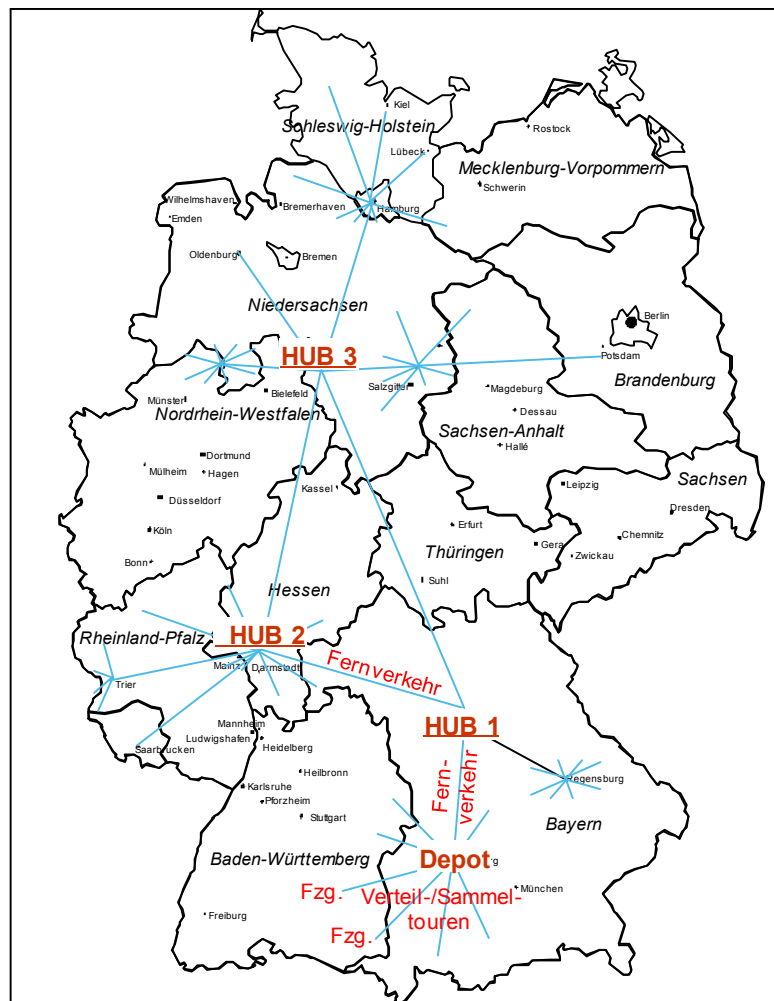 Kiel
Schleswig-Holstein
Rostock
Lübeck
Mecklenburg-Vorpommern
Schwerin
Wilhelmshaven
Bremerhaven
Hamburg
Emden
Oldenburg
Bremen
Niedersachsen
Berlin
HUB 3
Potsdam
Brandenburg
Salzgitter
Magdeburg
Bielefeld
Münster
Nordrhein-Westfalen
Dessau
Sachsen-Anhalt
Hallé
Dortmund
Mülheim
Hagen
Sachsen
Kassel
Leipzig
Düsseldorf
Dresden
Köln
Erfurt
Chemnitz
Thüringen
Gera
Zwickau
Bonn
Suhl
Hessen
Rheinland-Pfalz
HUB 2
Fernverkehr
Mainz
Darmstadt
Trier
HUB 1
Mannheim
Ludwigshafen
Saarbrucken
Heidelberg
Heilbronn
Fern-
verkehr
Regensburg
Karlsruhe
Pforzheim
Stuttgart
Bayern
Baden-Württemberg
Depot
Fzg.
Verteil-/Sammel-
touren
München
Freiburg
Fzg.